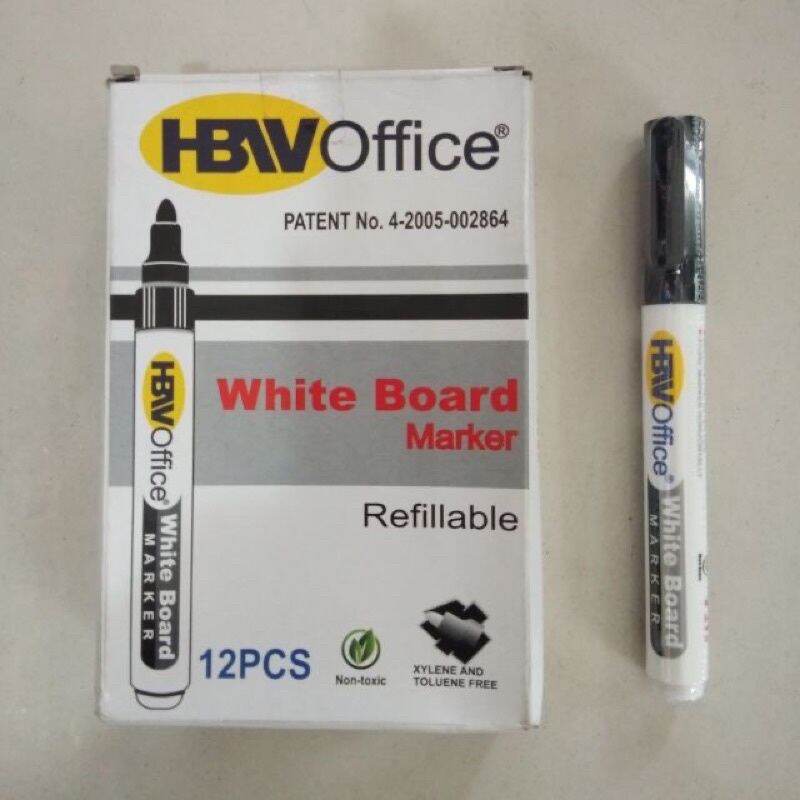 HBWOffice®
PATENT No. 4-2005-002864
White Board
Marker
Refillable
HBWOffice®
White Board
MARKER
12PCS
Non-toxic
XYLENE AND
TOLUENE FREE
HBWOffice®
White Board
MARKER